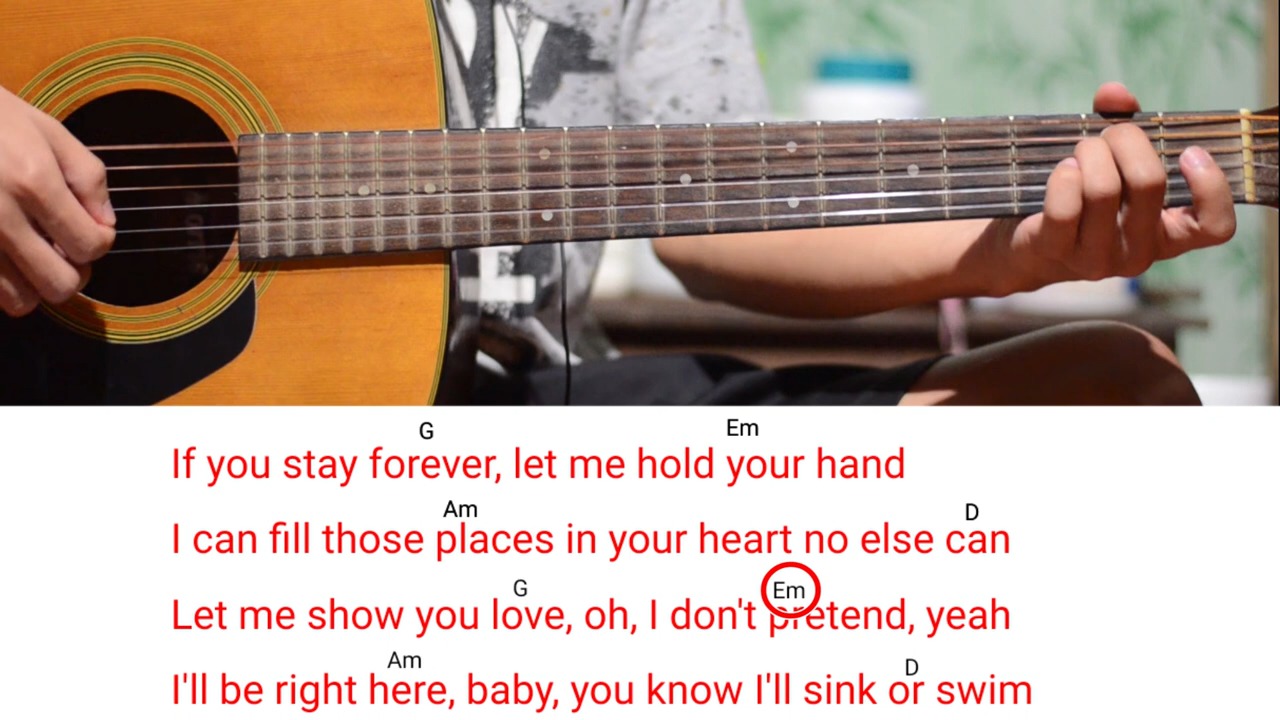 G Em
If you stay forever, let me hold your hand
Am D
I can fill those places in your heart no else can
G Em
Let me show you love, oh, I don't pretend, yeah
Am D
I'll be right here, baby, you know I'll sink or swim